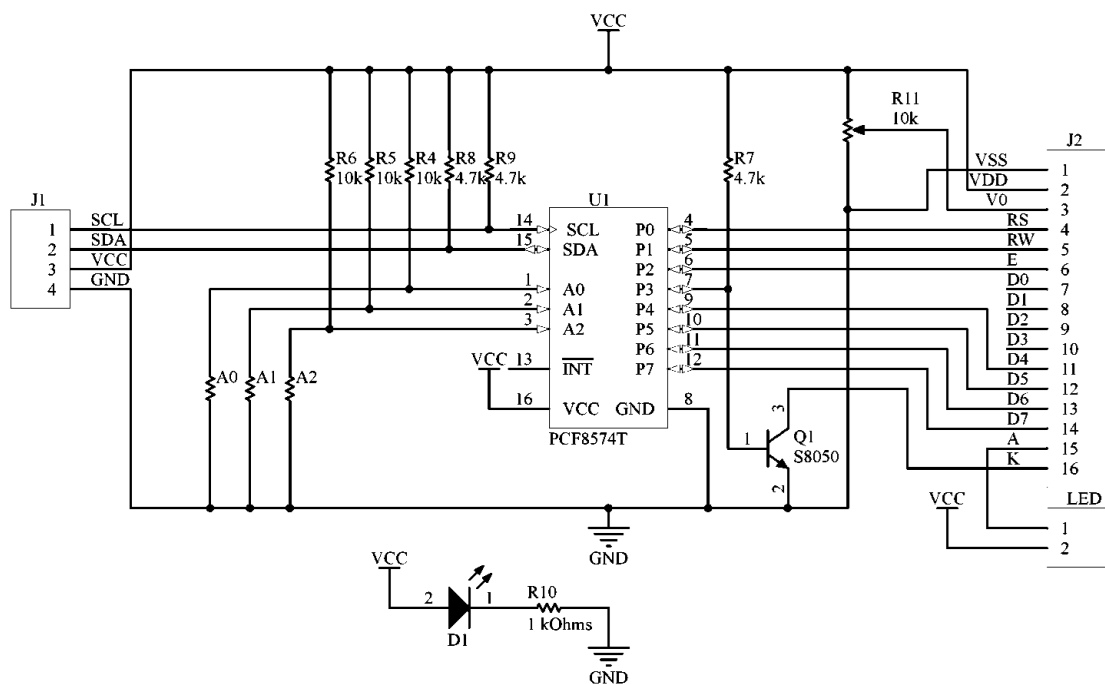 VCC
R11
10k
J2
R6
10k
R5
10k
R4
10k
R8
4.7k
R9
4.7k
R7
4.7k
VSS 1
VDD 2
V0 3
RS 4
RW 5
E 6
D0 7
D1 8
D2 9
D3 10
D4 11
D5 12
D6 13
D7 14
A 15
K 16
LED
VCC
1
2
J1
1 SCL
2 SDA
3 VCC
4 GND
U1
14 SCL P0 4
15 SDA P1 5
P2 6
1 A0 P3 7
2 A1 P4 9
3 A2 P5 10
P6 11
VCC 13 INT P7 12
16 VCC GND 8
PCF8574T
A0 A1 A2
3
1 Q1
S8050
2
GND
VCC
2 1 R10
D1 1 kOhms
GND